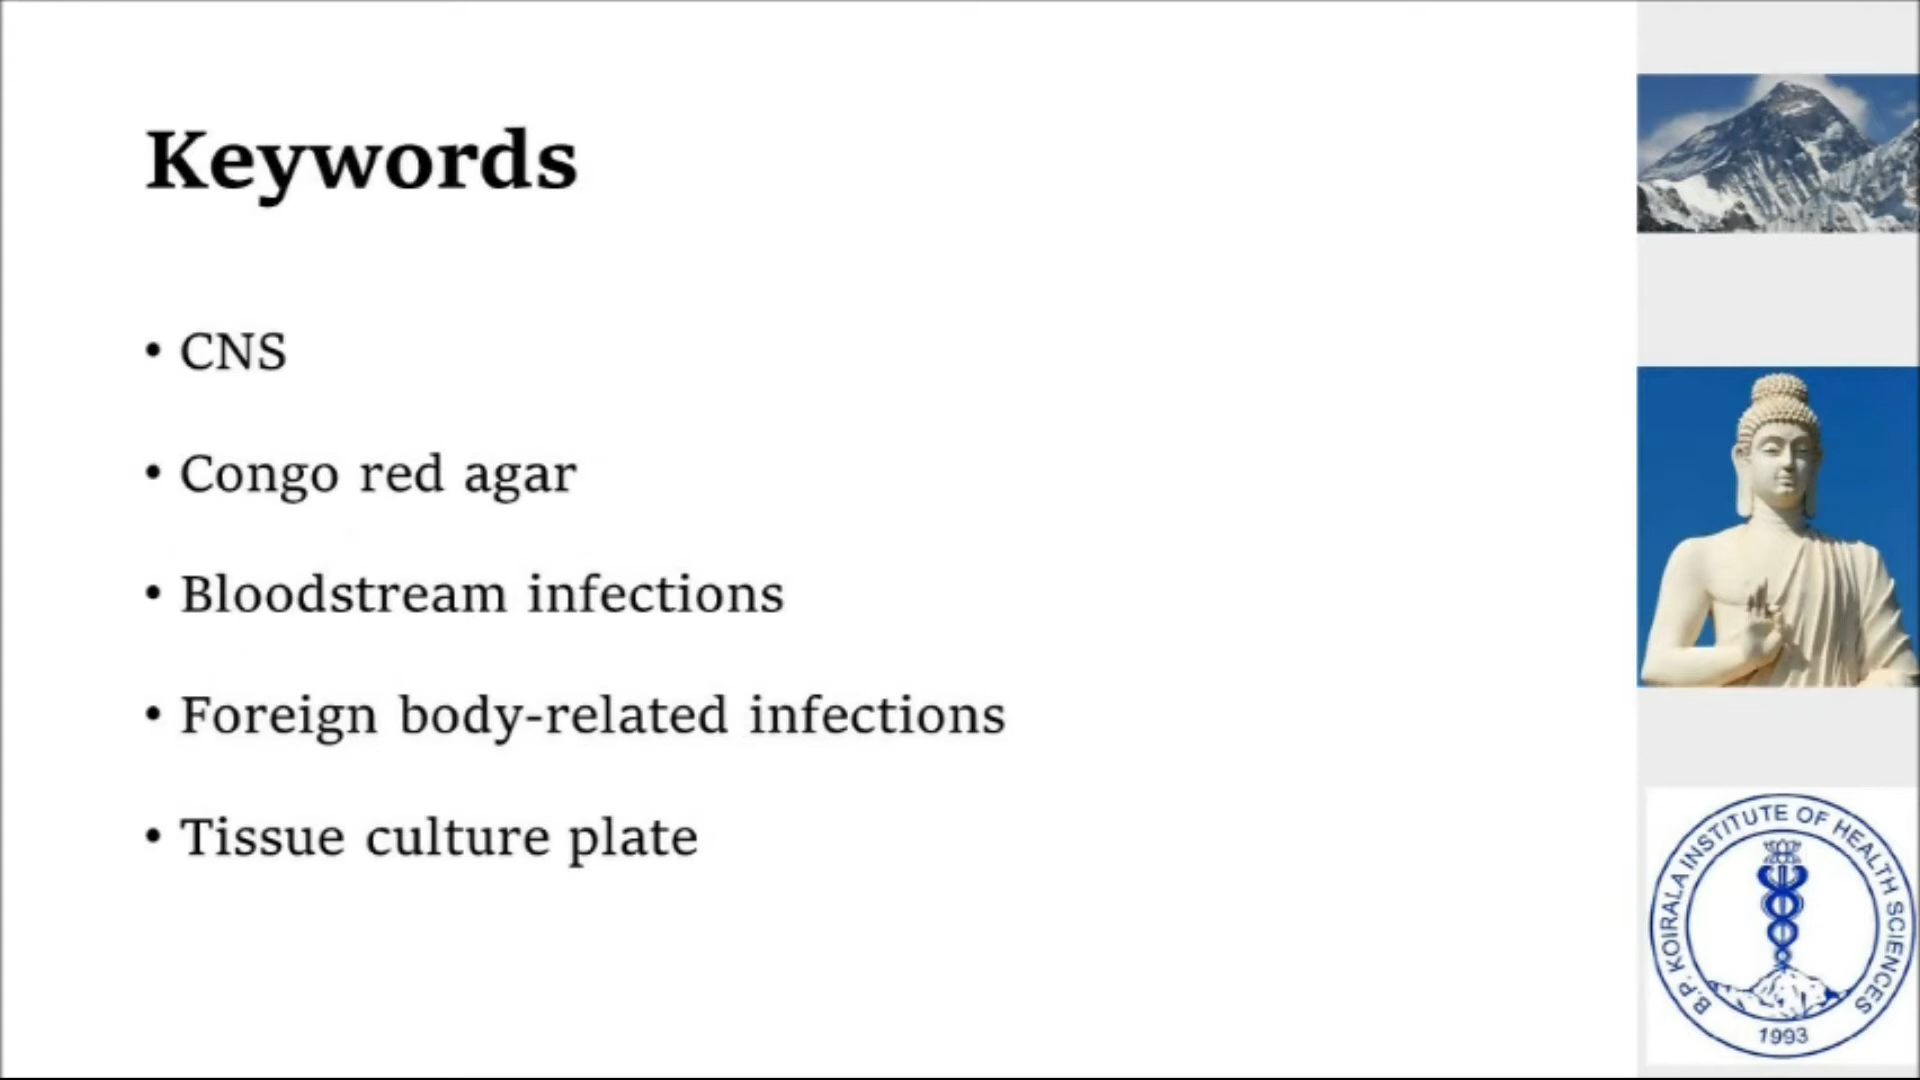 Keywords
• CNS
• Congo red agar
• Bloodstream infections
• Foreign body-related infections
• Tissue culture plate
B.P. KOIRALA INSTITUTE OF HEALTH SCIENCES
1993